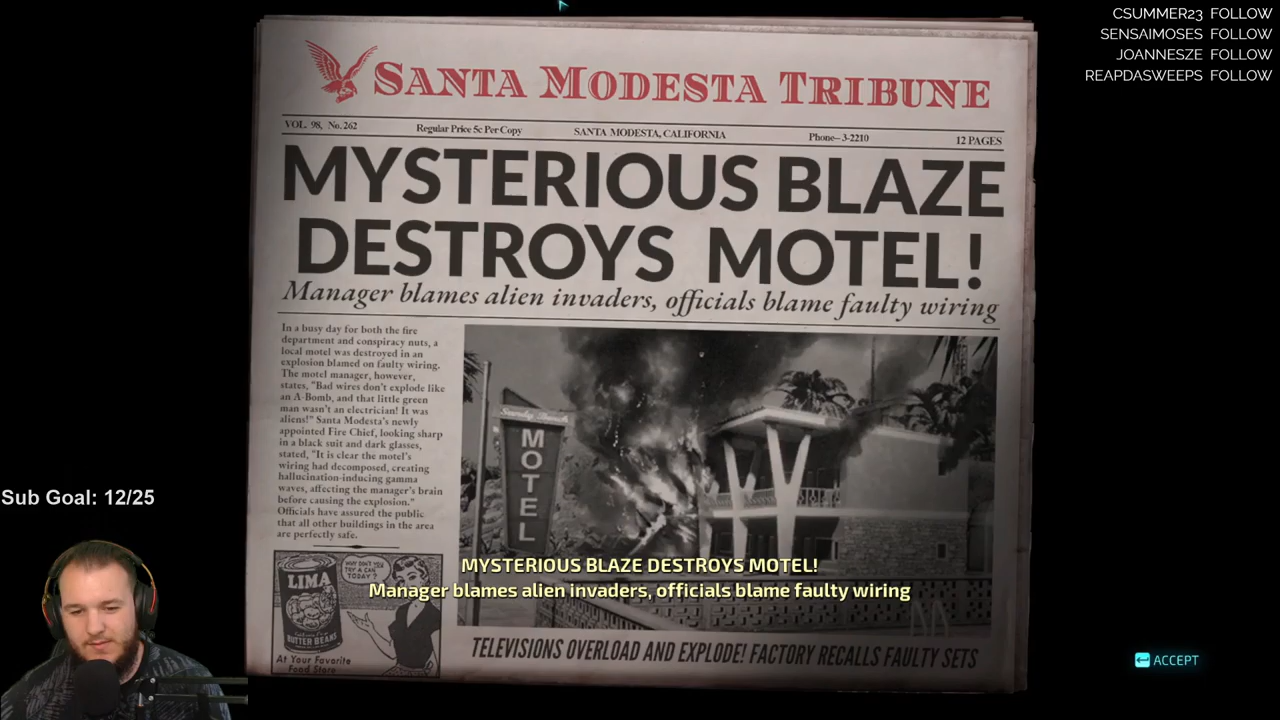 CSUMMER23 FOLLOW
SENSAIMOSES FOLLOW
JOANNESZE FOLLOW
REAPDASWEEPS FOLLOW
SANTA MODESTA TRIBUNE
VOL. 98, No. 262 Regular Price 5c Per Copy SANTA MODESTA, CALIFORNIA Phone– 3-2210 12 PAGES
MYSTERIOUS BLAZE
DESTROYS MOTEL!
Manager blames alien invaders, officials blame faulty wiring
In a busy day for both the fire
department and conspiracy nuts, a
local motel was destroyed in an
explosion blamed on faulty wiring.
The motel manager, however,
states, "Bad wires don't explode like
an A-Bomb, and that little green
man wasn't an electrician! It was
aliens!" Santa Modesta's newly
appointed Fire Chief, looking sharp
in a black suit and dark glasses,
stated, "It is clear the motel's
wiring had decomposed, creating
hallucination-inducing gamma
waves, affecting the manager's brain
before causing the explosion."
Officials have assured the public
that all other buildings in the area
are perfectly safe.
MOTEL
Sub Goal: 12/25
LIMA
BUTTER BEANS
WHY DON'T YOU
TRY A CAN
TODAY?
At Your Favorite
Food Store
MYSTERIOUS BLAZE DESTROYS MOTEL!
Manager blames alien invaders, officials blame faulty wiring
TELEVISIONS OVERLOAD AND EXPLODE! FACTORY RECALLS FAULTY SETS
ACCEPT